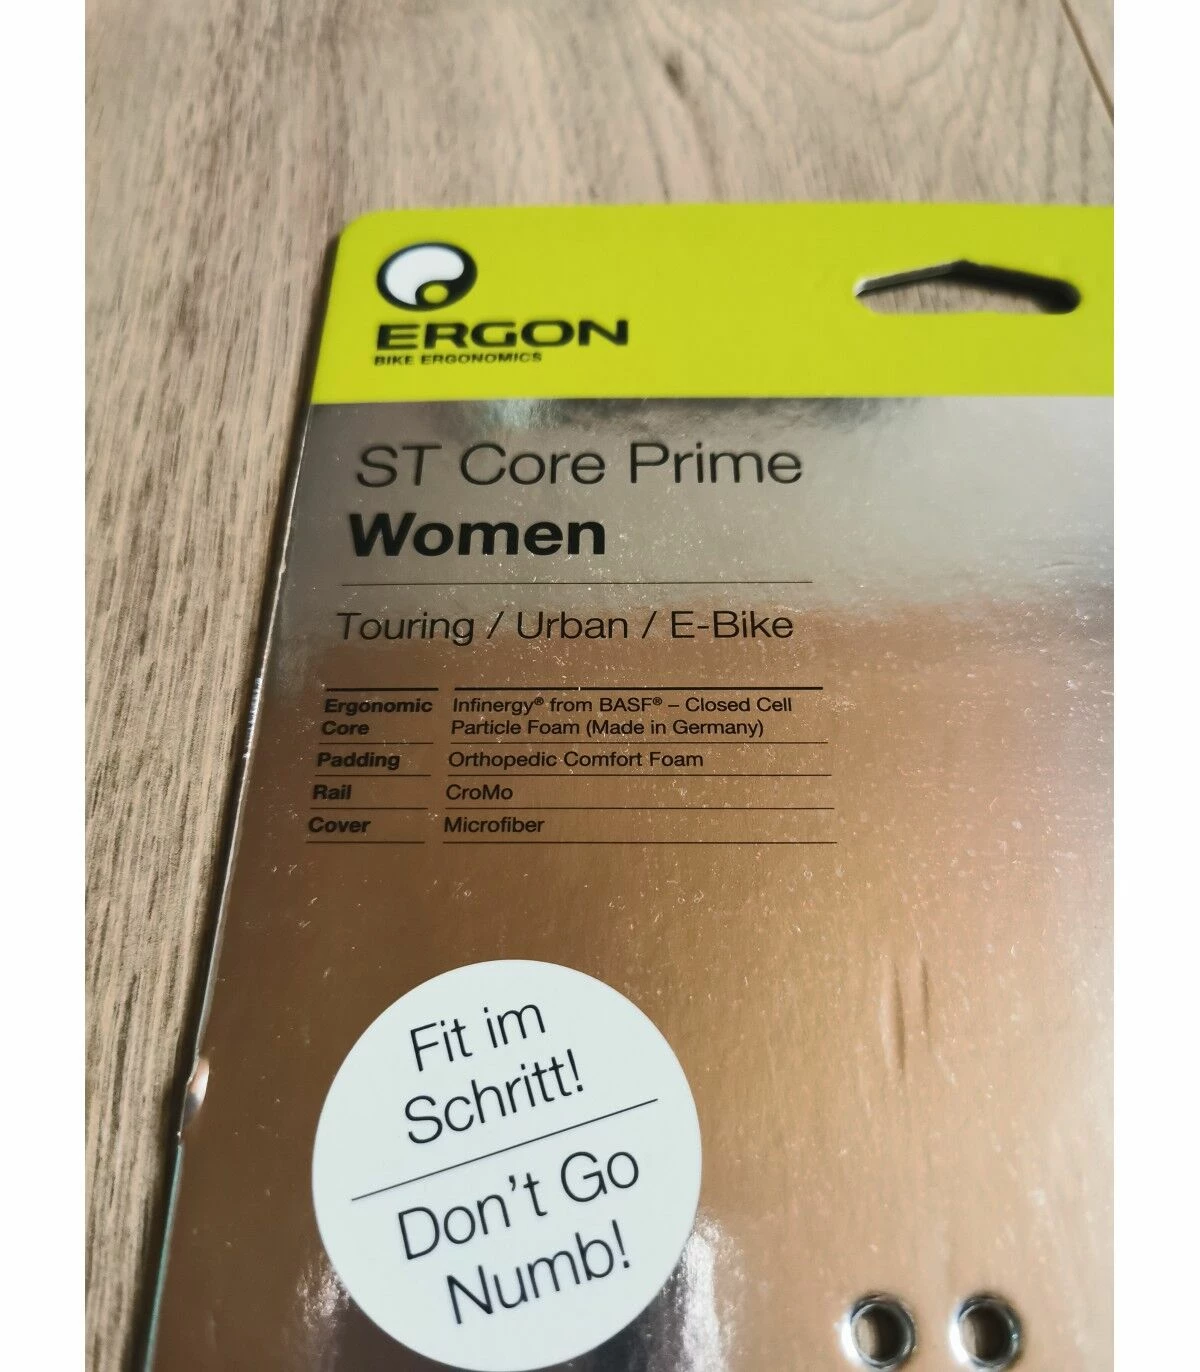 ERGON
BIKE ERGONOMICS
ST Core Prime
Women
Touring / Urban / E-Bike
Ergonomic Core Infinergy® from BASF® – Closed Cell
Particle Foam (Made in Germany)
Padding Orthopedic Comfort Foam
Rail CroMo
Cover Microfiber
Fit im
Schritt!
Don't Go
Numb!